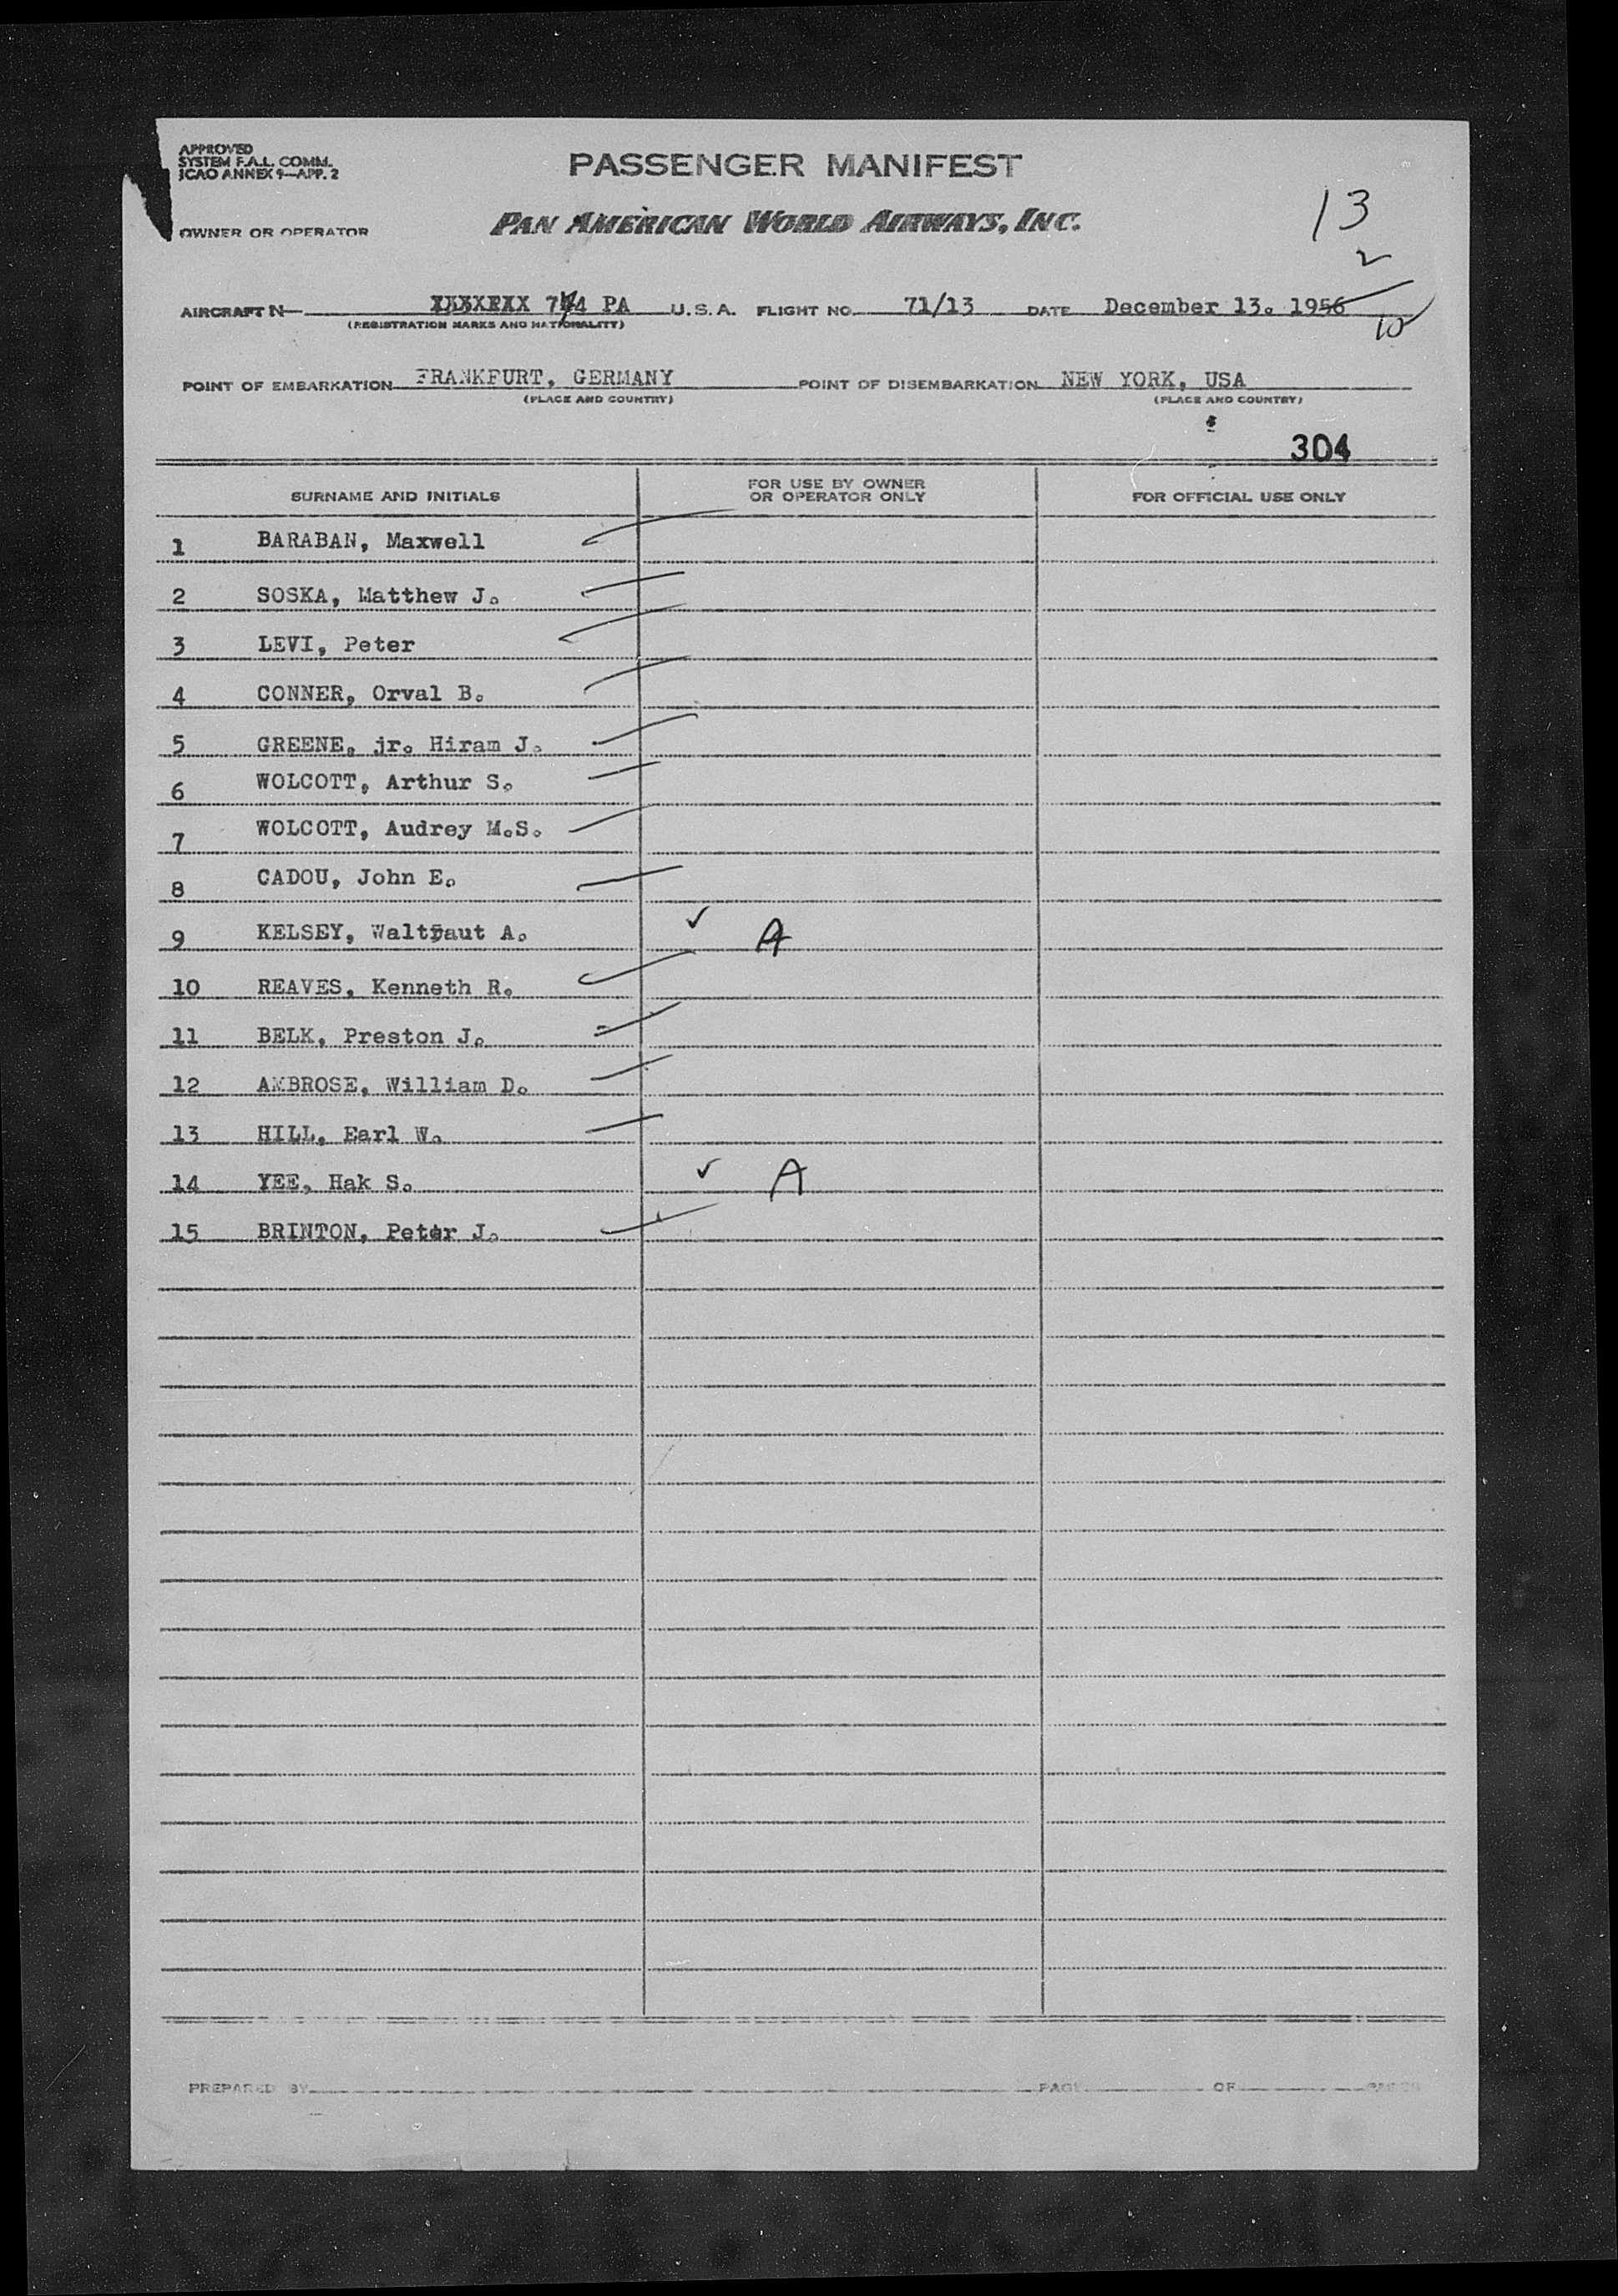 APPROVED
SYSTEM F.A.L. COMM.
ICAO ANNEX 9—APP. 2
PASSENGER MANIFEST
13
OWNER OR OPERATOR PAN AMERICAN WORLD AIRWAYS, INC.
2
AIRCRAFT N 744 PA U.S.A. FLIGHT NO. 71/13 DATE December 13. 1956
(REGISTRATION MARKS AND NATIONALITY)
10
POINT OF EMBARKATION FRANKFURT, GERMANY POINT OF DISEMBARKATION NEW YORK, USA
(PLACE AND COUNTRY) (PLACE AND COUNTRY)
304
SURNAME AND INITIALS FOR USE BY OWNER OR OPERATOR ONLY FOR OFFICIAL USE ONLY
1 BARABAN, Maxwell
2 SOSKA, Matthew J.
3 LEVI, Peter
4 CONNER, Orval B.
5 GREENE, jr. Hiram J.
6 WOLCOTT, Arthur S.
7 WOLCOTT, Audrey M.S.
8 CADOU, John E.
9 KELSEY, Waltraut A. ✓ A
10 REAVES, Kenneth R.
11 BELK, Preston J.
12 AMBROSE, William D.
13 HILL, Earl W.
14 YEE, Hak S. ✓ A
15 BRINTON, Peter J.
PREPARED BY PAGE OF PAGES